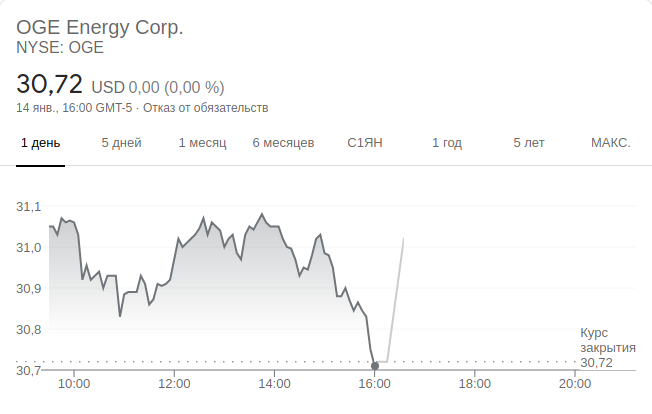 OGE Energy Corp.
NYSE: OGE
30,72 USD 0,00 (0,00 %)
14 янв., 16:00 GMT-5 · Отказ от обязательств
1 день 5 дней 1 месяц 6 месяцев С1ЯН 1 год 5 лет МАКС.
31,1
31,0
30,9
30,8
Курс
закрытия
30,72
30,7
10:00 12:00 14:00 16:00 18:00 20:00